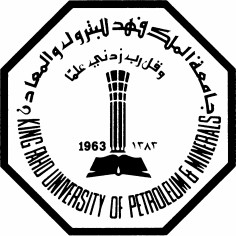 جامعة الملك فهد للبترول والمعادن
وقل رب زدني علماً
1963 ١٣٨٣
KING FAHD UNIVERSITY OF PETROLEUM & MINERALS